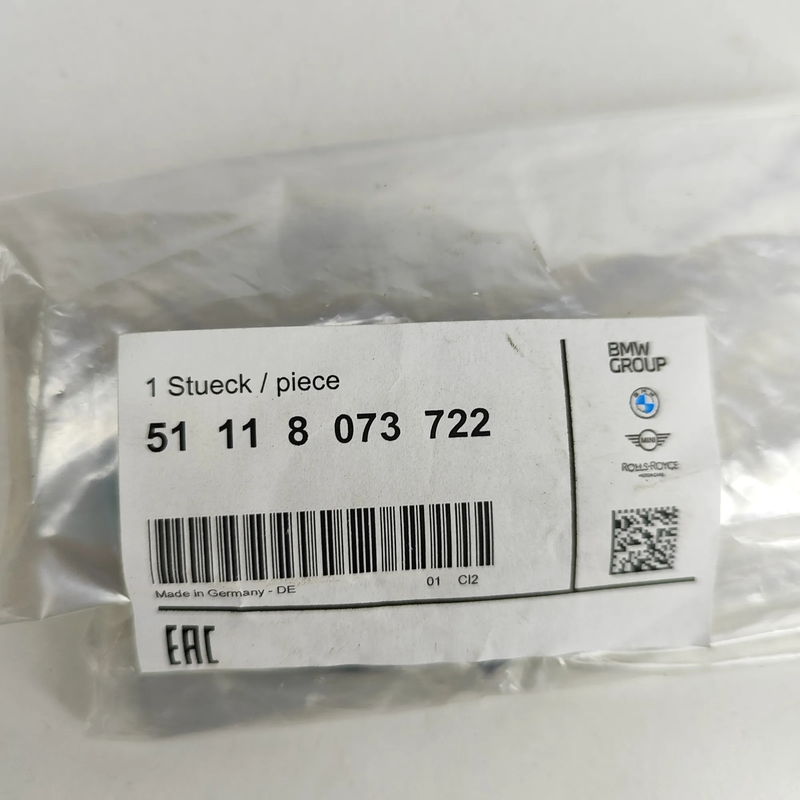 1 Stueck / piece
51 11 8 073 722
Made in Germany - DE
01 CI2
EAC
BMW
GROUP
BMW
MINI
ROLLS-ROYCE